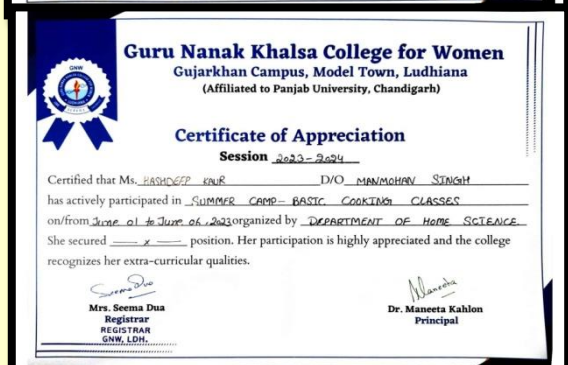 GNW
Guru Nanak Khalsa College for Women
Gujarkhan Campus, Model Town, Ludhiana
(Affiliated to Panjab University, Chandigarh)
Certificate of Appreciation
Session 2023-2024
Certified that Ms. HASHDEEP KAUR D/O MANMOHAN SINGH
has actively participated in SUMMER CAMP- BASIC COOKING CLASSES
on/from June 01 to June 06, 2023 organized by DEPARTMENT OF HOME SCIENCE
She secured x position. Her participation is highly appreciated and the college
recognizes her extra-curricular qualities.
Seema Dua
Maneeta
Mrs. Seema Dua
Dr. Maneeta Kahlon
Registrar
Principal
REGISTRAR
GNW, LDH.